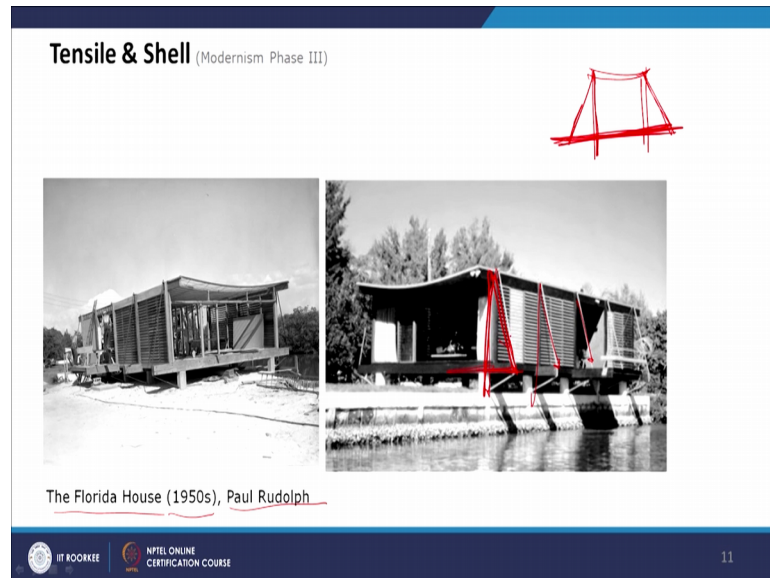 Tensile & Shell (Modernism Phase III)
The Florida House (1950s), Paul Rudolph
IIT ROORKEE
NPTEL ONLINE
CERTIFICATION COURSE
11